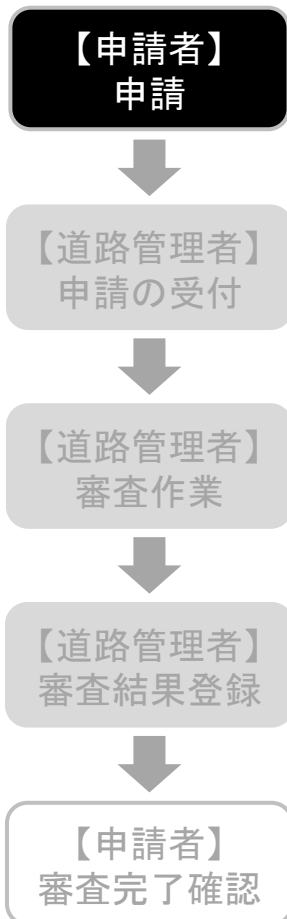 【申請者】
申請
【道路管理者】
申請の受付
【道路管理者】
審査作業
【道路管理者】
審査結果登録
【申請者】
審査完了確認